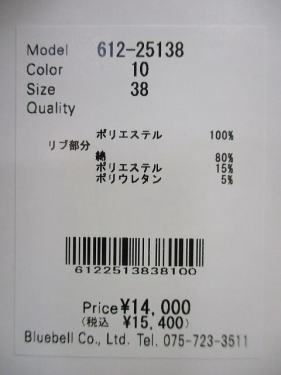 Model 612-25138
Color 10
Size 38
Quality
ポリエステル 100%
リブ部分
綿 80%
ポリエステル 15%
ポリウレタン 5%
6122513838100
Price ¥14,000
(税込 ¥15,400)
Bluebell Co., Ltd. Tel. 075-723-3511